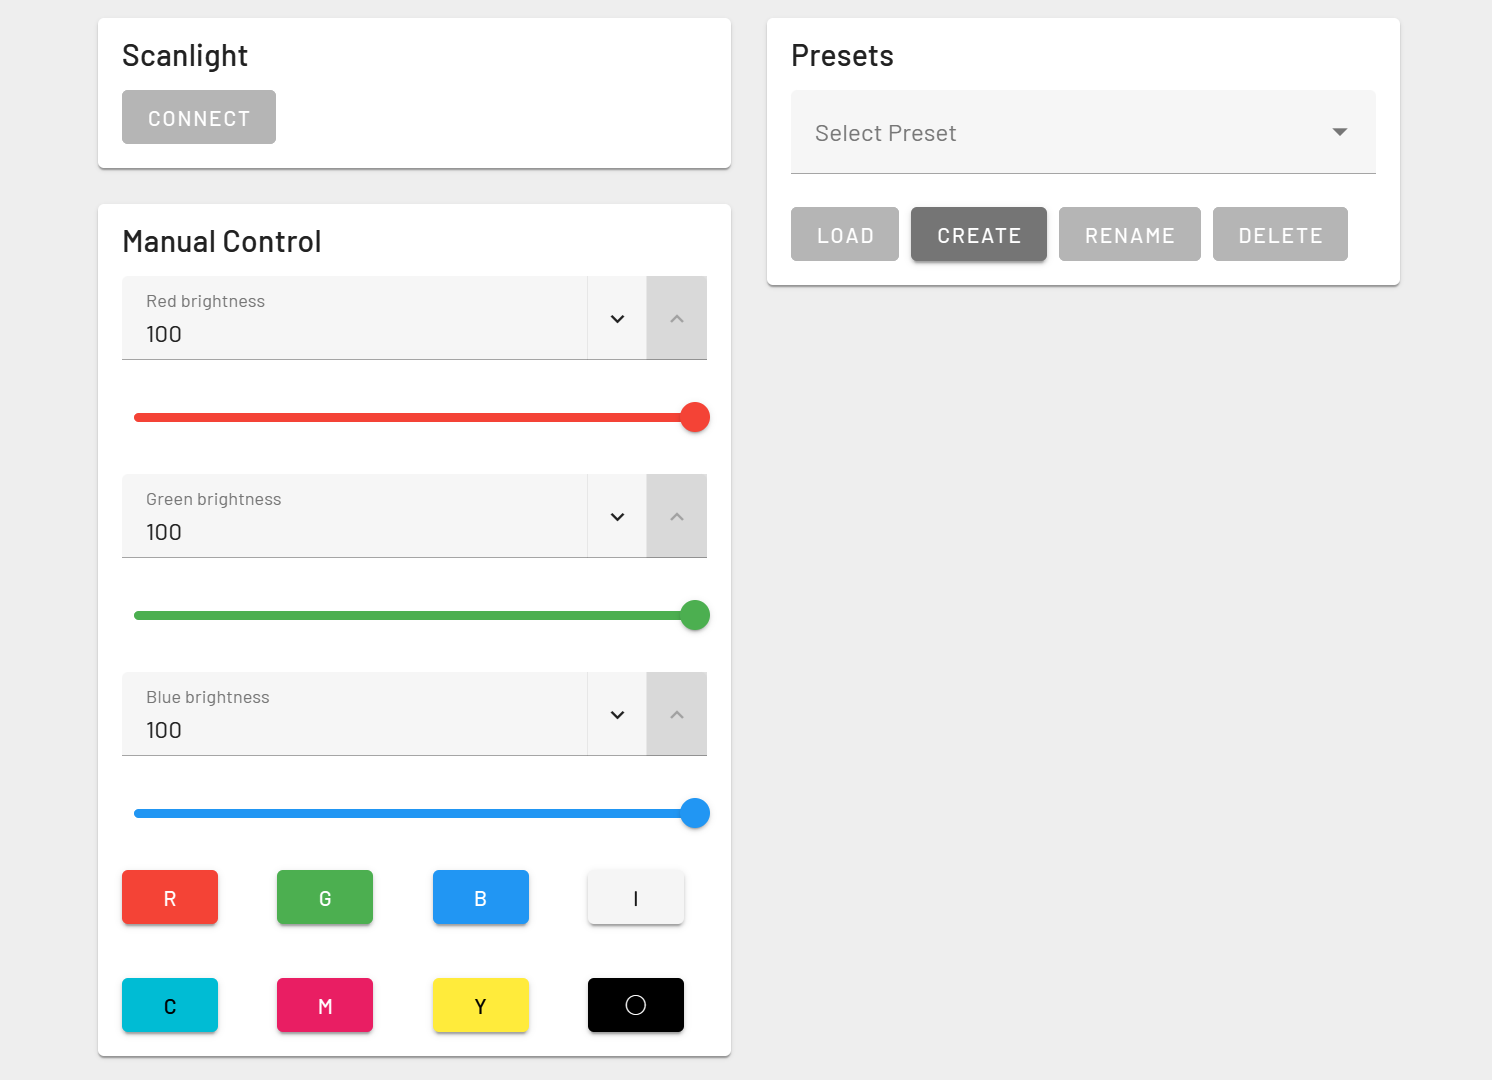 Scanlight
CONNECT
Manual Control
Red brightness
100
Green brightness
100
Blue brightness
100
R G B I
C M Y
Presets
Select Preset
LOAD CREATE RENAME DELETE